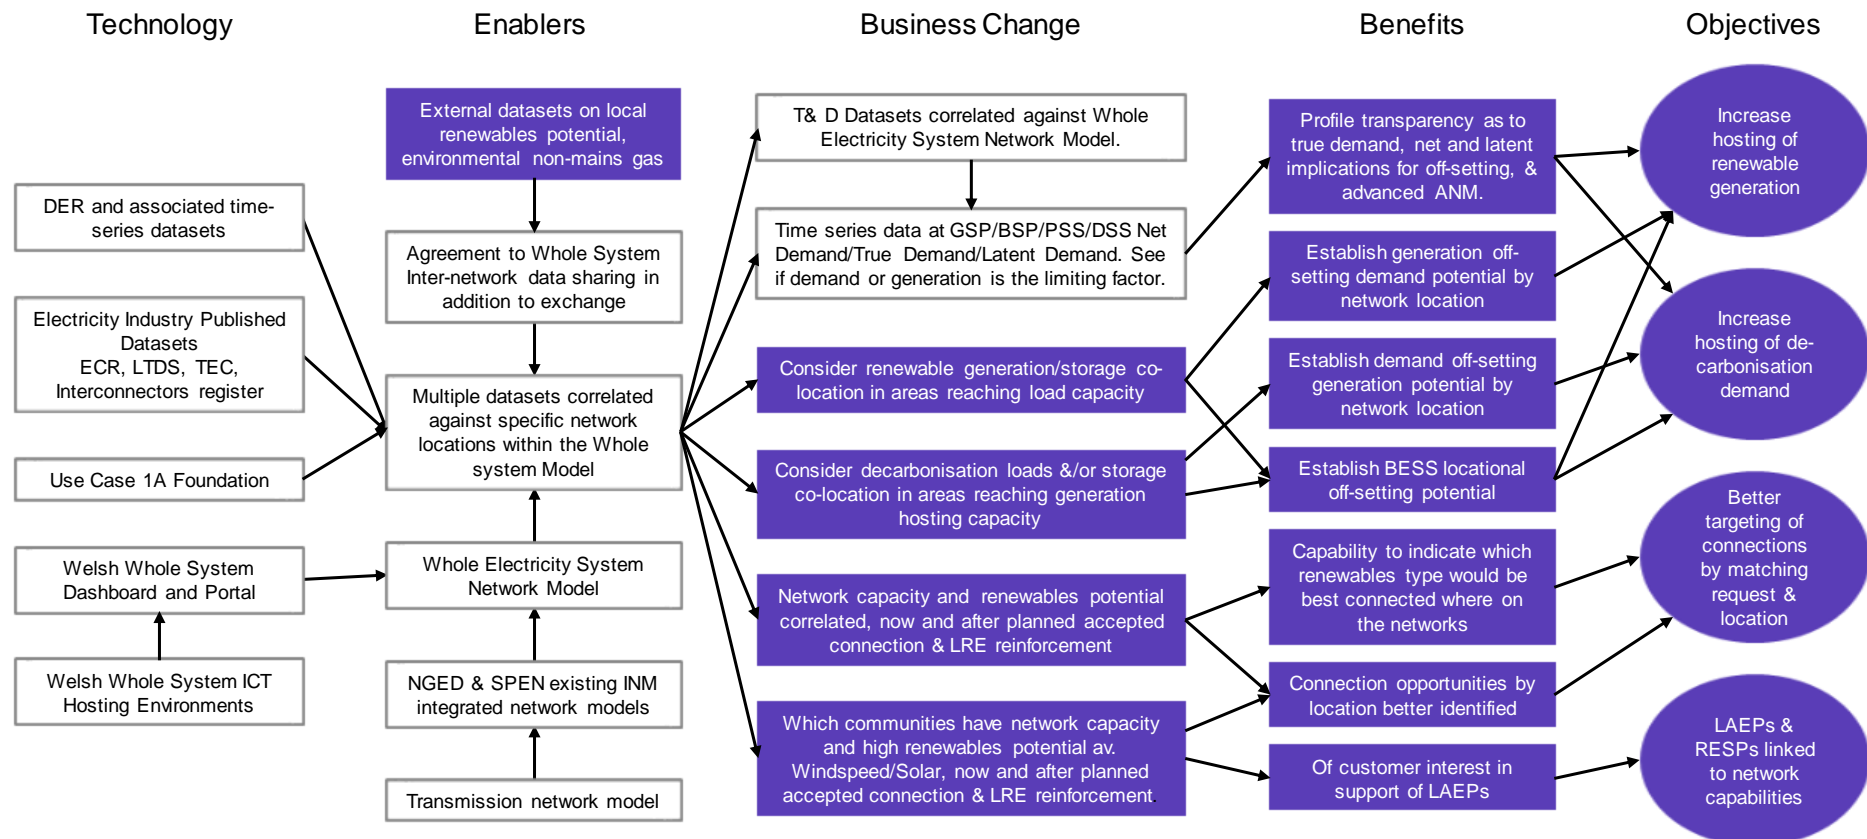 Technology
Enablers
Business Change
Benefits
Objectives
DER and associated time-
series datasets
Electricity Industry Published
Datasets
ECR, LTDS, TEC,
Interconnectors register
Use Case 1A Foundation
Welsh Whole System
Dashboard and Portal
Welsh Whole System ICT
Hosting Environments
External datasets on local
renewables potential,
environmental non-mains gas
Agreement to Whole System
Inter-network data sharing in
addition to exchange
Multiple datasets correlated
against specific network
locations within the Whole
system Model
Whole Electricity System
Network Model
NGED & SPEN existing INM
integrated network models
Transmission network model
T& D Datasets correlated against Whole
Electricity System Network Model.
Time series data at GSP/BSP/PSS/DSS Net
Demand/True Demand/Latent Demand. See
if demand or generation is the limiting factor.
Consider renewable generation/storage co-
location in areas reaching load capacity
Consider decarbonisation loads &/or storage
co-location in areas reaching generation
hosting capacity
Network capacity and renewables potential
correlated, now and after planned accepted
connection & LRE reinforcement
Which communities have network capacity
and high renewables potential av.
Windspeed/Solar, now and after planned
accepted connection & LRE reinforcement.
Profile transparency as to
true demand, net and latent
implications for off-setting, &
advanced ANM.
Establish generation off-
setting demand potential by
network location
Establish demand off-setting
generation potential by
network location
Establish BESS locational
off-setting potential
Capability to indicate which
renewables type would be
best connected where on
the networks
Connection opportunities by
location better identified
Of customer interest in
support of LAEPs
Increase
hosting of
renewable
generation
Increase
hosting of de-
carbonisation
demand
Better
targeting of
connections
by matching
request &
location
LAEPs &
RESPs linked
to network
capabilities